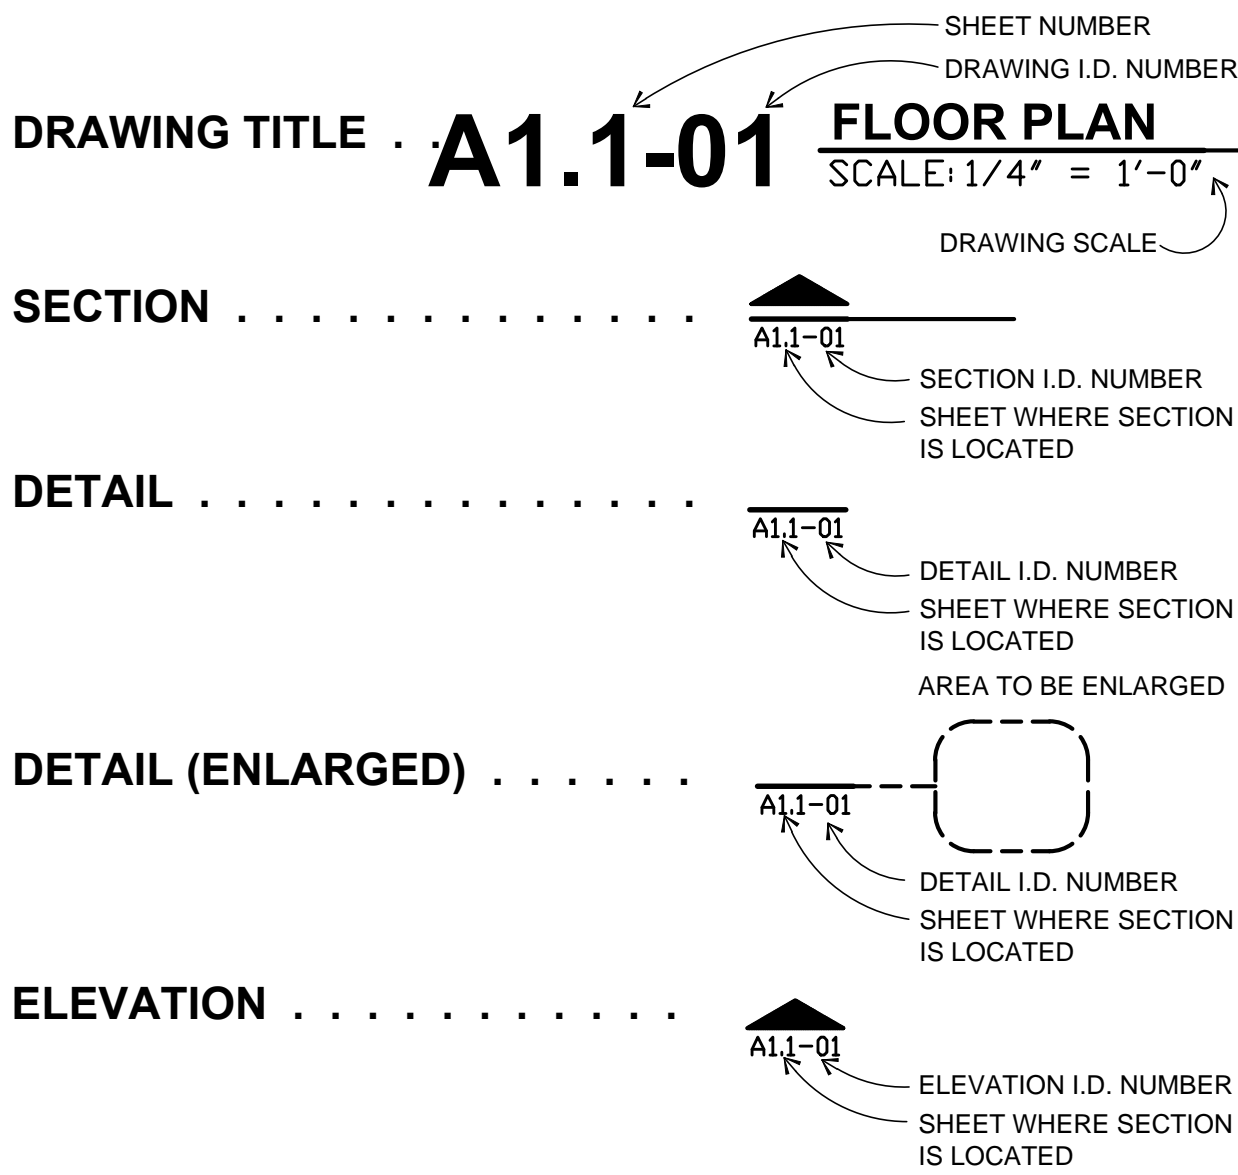 SHEET NUMBER
DRAWING I.D. NUMBER
DRAWING TITLE . . A1.1-01 FLOOR PLAN
SCALE: 1/4" = 1'-0"
DRAWING SCALE
SECTION . . . . . . . . . . . . .
A1.1-01
SECTION I.D. NUMBER
SHEET WHERE SECTION
IS LOCATED
DETAIL . . . . . . . . . . . . . .
A1.1-01
DETAIL I.D. NUMBER
SHEET WHERE SECTION
IS LOCATED
AREA TO BE ENLARGED
DETAIL (ENLARGED) . . . . . .
A1.1-01
DETAIL I.D. NUMBER
SHEET WHERE SECTION
IS LOCATED
ELEVATION . . . . . . . . . . .
A1.1-01
ELEVATION I.D. NUMBER
SHEET WHERE SECTION
IS LOCATED